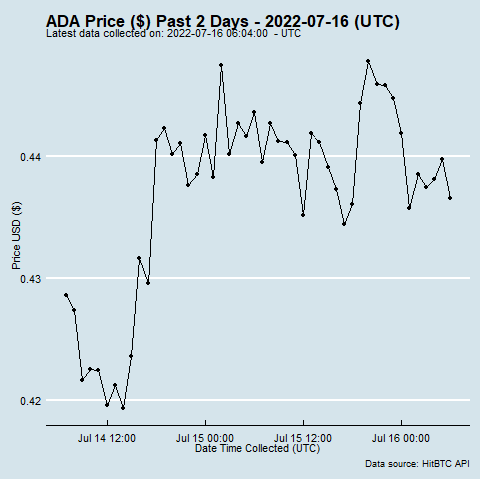 ADA Price ($) Past 2 Days - 2022-07-16 (UTC)
Latest data collected on: 2022-07-16 06:04:00 - UTC
Price USD ($)
0.44
0.43
0.42
Jul 14 12:00
Jul 15 00:00
Jul 15 12:00
Jul 16 00:00
Date Time Collected (UTC)
Data source: HitBTC API